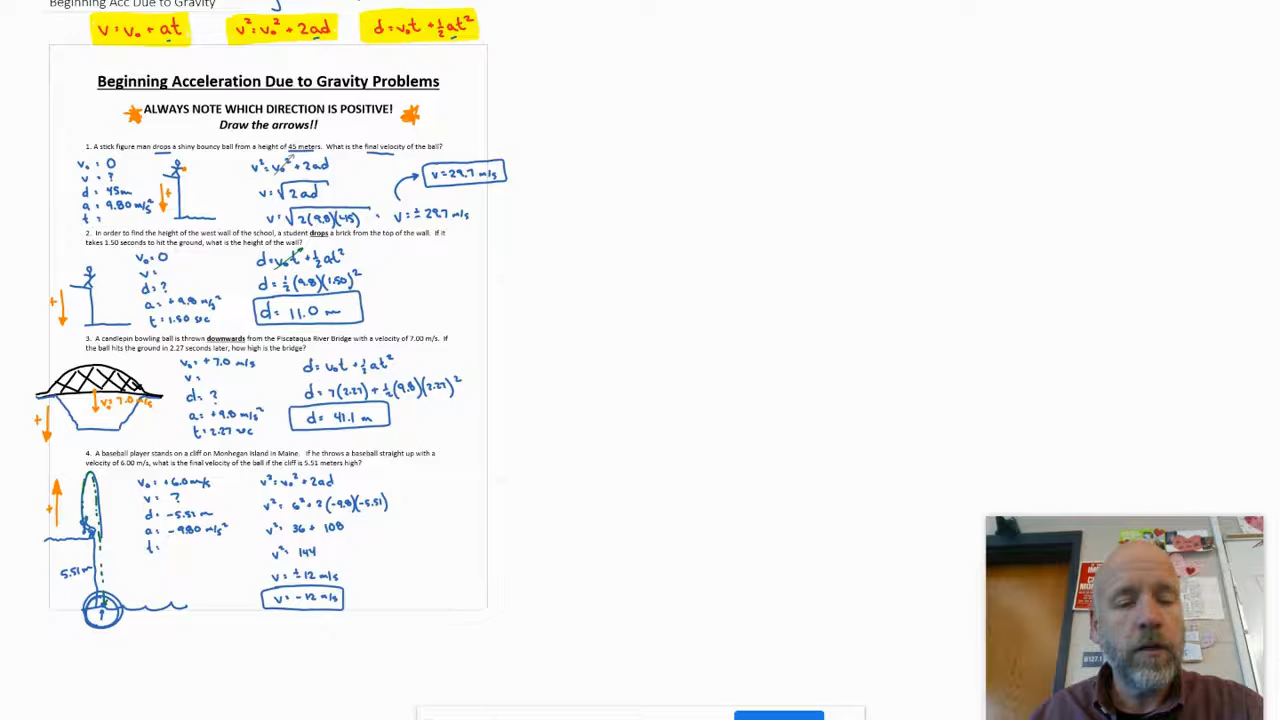 Beginning Acc Due to Gravity
v = v₀ + at   v² = v₀² + 2ad   d = v₀t + ½at²
Beginning Acceleration Due to Gravity Problems
ALWAYS NOTE WHICH DIRECTION IS POSITIVE!
Draw the arrows!!
1. A stick figure man drops a shiny bouncy ball from a height of 45 meters. What is the final velocity of the ball?
v₀ = 0
v = ?
d = 45m
a = 9.80 m/s²
t =
+
v² = v₀² + 2ad
v = √2ad
v = √2(9.8)(45) = v = ± 29.7 m/s
v = 29.7 m/s
2. In order to find the height of the west wall of the school, a student drops a brick from the top of the wall. If it
takes 1.50 seconds to hit the ground, what is the height of the wall?
+
v₀ = 0
v =
d = ?
a = +9.8 m/s²
t = 1.50 sec
d = v₀t + ½at²
d = ½(9.8)(1.50)²
d = 11.0 m
3. A candlepin bowling ball is thrown downwards from the Piscataqua River Bridge with a velocity of 7.00 m/s. If
the ball hits the ground in 2.27 seconds later, how high is the bridge?
v₀ = 7.0 m/s
+
v₀ = +7.0 m/s
v =
d = ?
a = +9.8 m/s²
t = 2.27 sec
d = v₀t + ½at²
d = 7(2.27) + ½(9.8)(2.27)²
d = 41.1 m
4. A baseball player stands on a cliff on Monhegan Island in Maine. If he throws a baseball straight up with a
velocity of 6.00 m/s, what is the final velocity of the ball if the cliff is 5.51 meters high?
+
5.51 m
v₀ = +6.0 m/s
v = ?
d = -5.51 m
a = -9.80 m/s²
t =
v² = v₀² + 2ad
v² = 6² + 2(-9.8)(-5.51)
v² = 36 + 108
v² = 144
v = ± 12 m/s
v = -12 m/s
B127.1